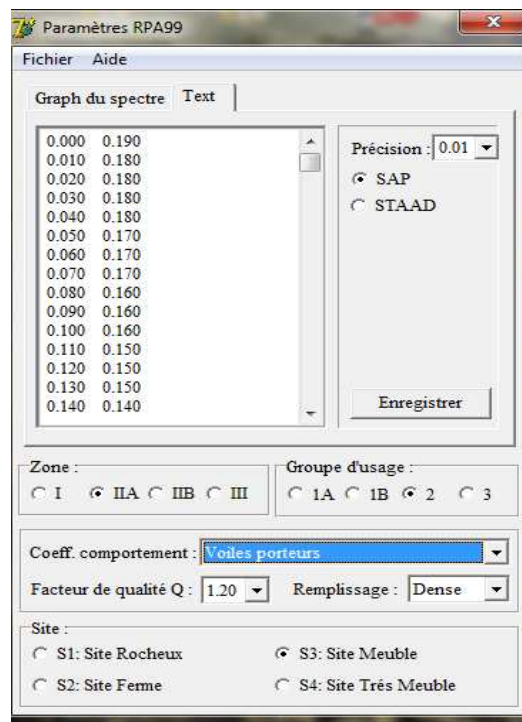 Paramètres RPA99
Fichier Aide
Graph du spectre Text
0.000 0.190
0.010 0.180
0.020 0.180
0.030 0.180
0.040 0.180
0.050 0.170
0.060 0.170
0.070 0.170
0.080 0.160
0.090 0.160
0.100 0.160
0.110 0.150
0.120 0.150
0.130 0.150
0.140 0.140
Précision : 0.01
SAP
STAAD
Enregistrer
Zone :
I IIA IIB III
Groupe d'usage :
1A 1B 2 3
Coeff. comportement : Voiles porteurs
Facteur de qualité Q : 1.20 Remplissage : Dense
Site :
S1: Site Rocheux S3: Site Meuble
S2: Site Ferme S4: Site Trés Meuble